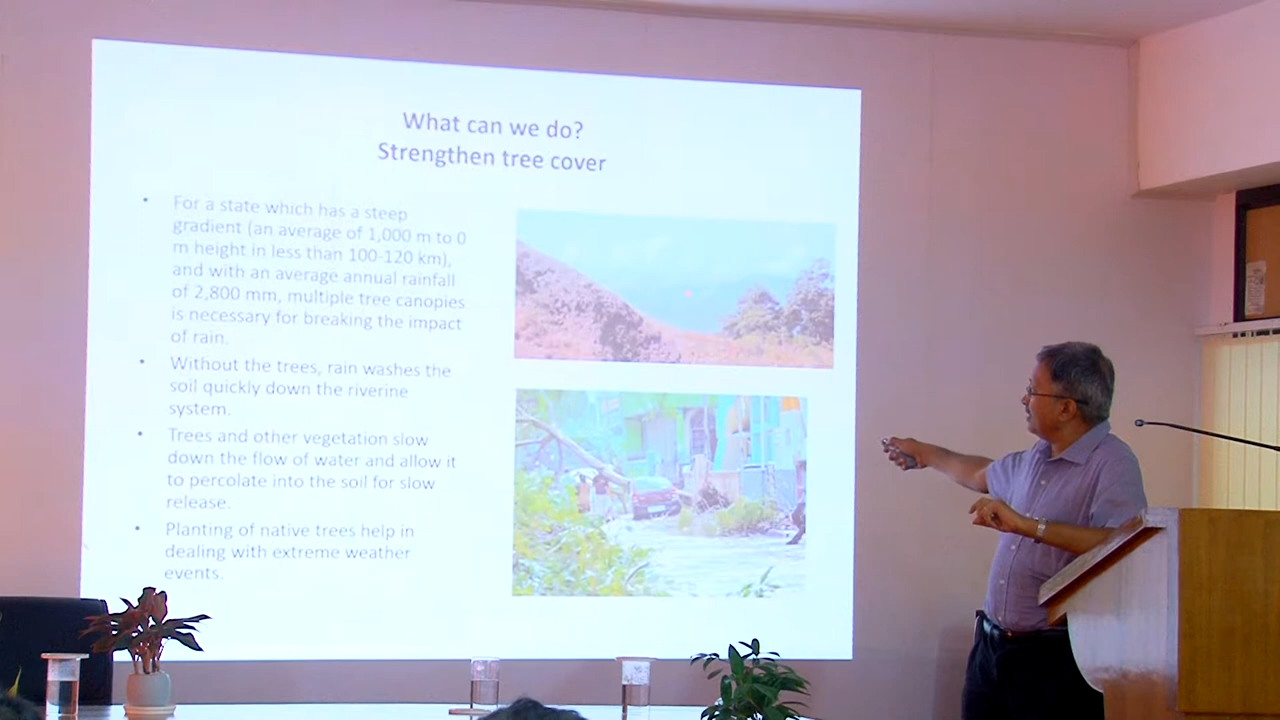 What can we do?
Strengthen tree cover
• For a state which has a steep
gradient (an average of 1,000 m to 0
m height in less than 100-120 km),
and with an average annual rainfall
of 2,800 mm, multiple tree canopies
is necessary for breaking the impact
of rain.
• Without the trees, rain washes the
soil quickly down the riverine
system.
• Trees and other vegetation slow
down the flow of water and allow it
to percolate into the soil for slow
release.
• Planting of native trees help in
dealing with extreme weather
events.